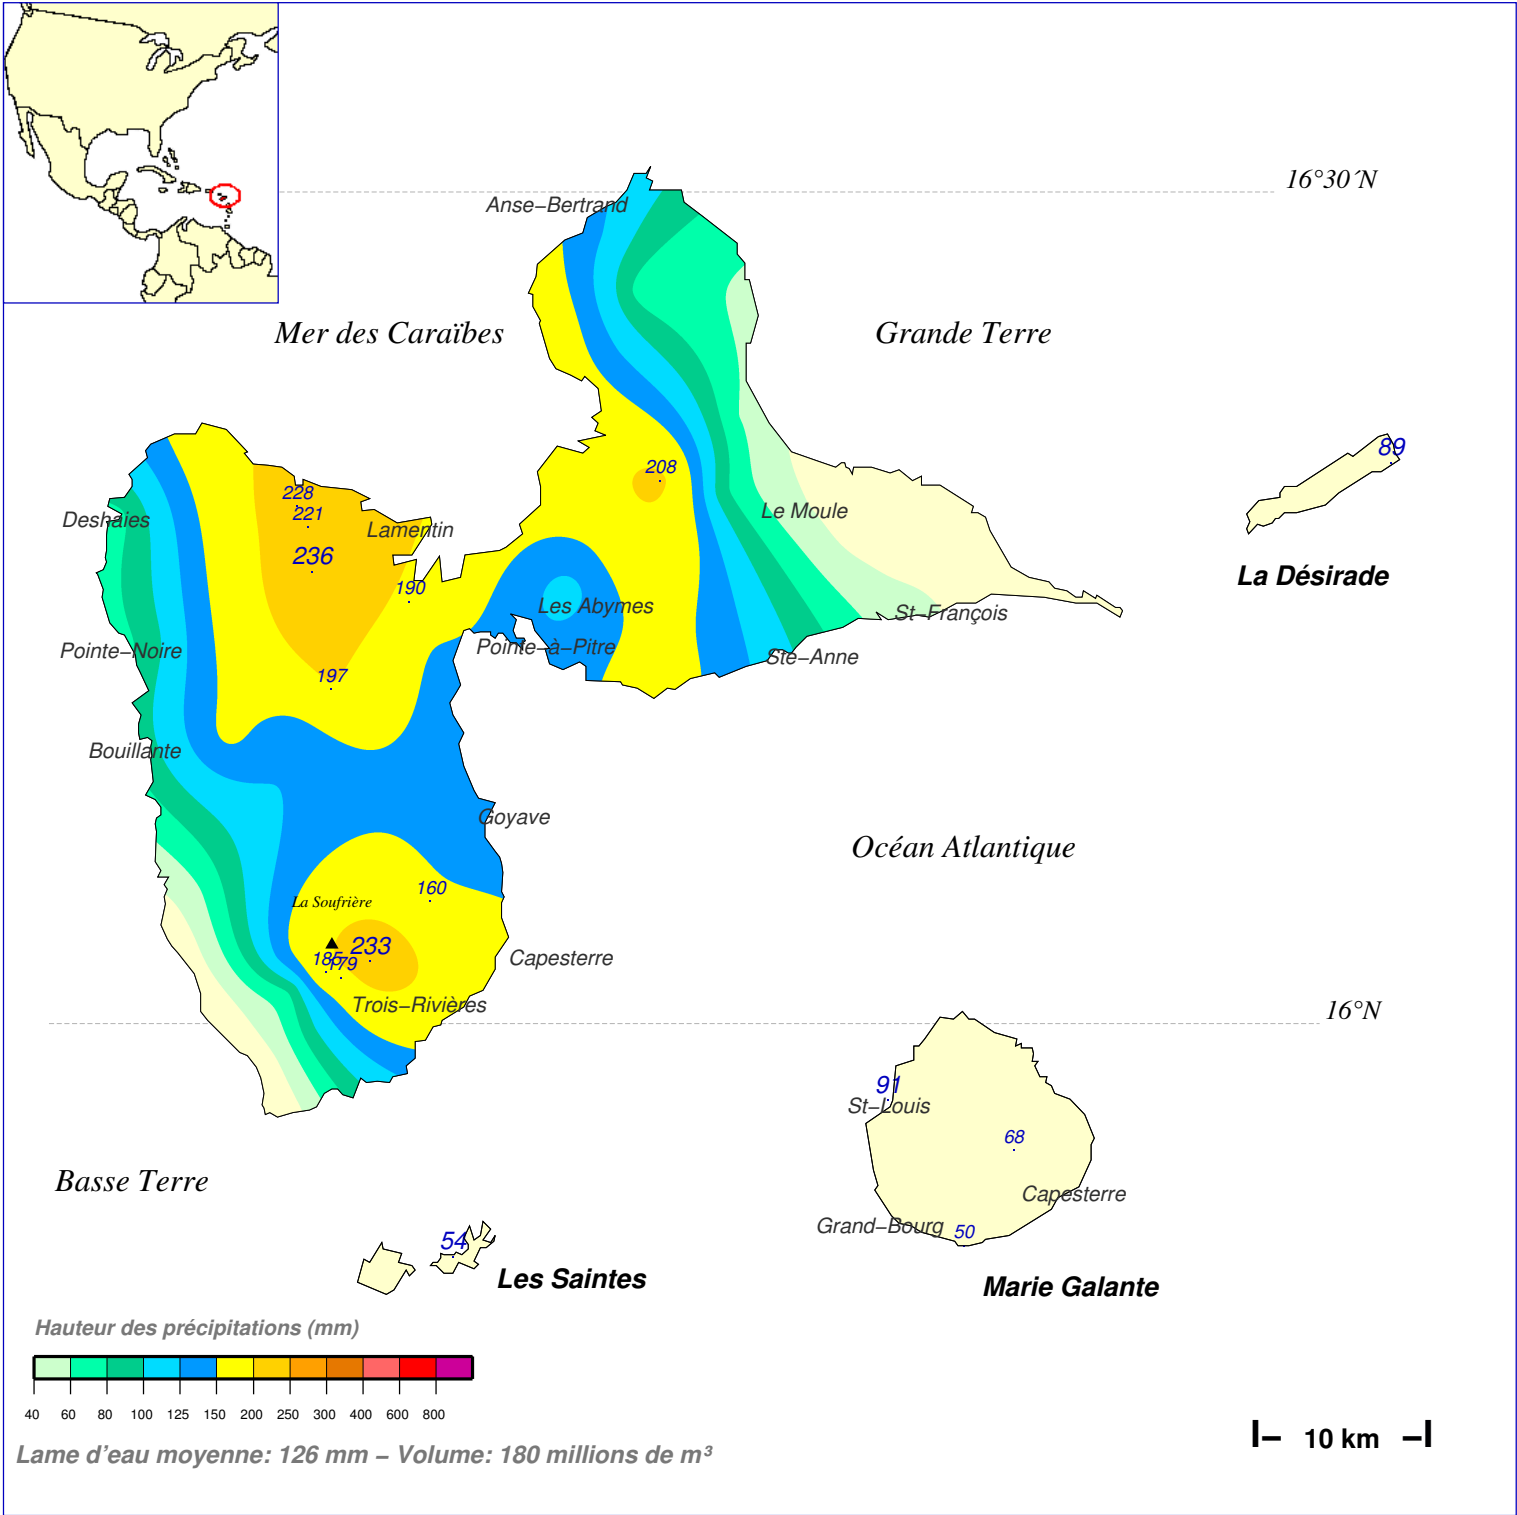 16°30´N
Anse−Bertrand
Mer des Caraïbes
Grande Terre
89
208
228
221
Deshaies
Lamentin
Le Moule
236
La Désirade
190
Les Abymes
St−François
Pointe−Noire
Pointe−à−Pitre
Ste−Anne
197
Bouillante
Goyave
Océan Atlantique
160
La Soufrière
233
185
179
Capesterre
Trois−Rivières
16°N
91
St−Louis
68
Basse Terre
Capesterre
Grand−Bourg
50
54
Les Saintes
Marie Galante
Hauteur des précipitations (mm)
40 60 80 100 125 150 200 250 300 400 600 800
10 km
Lame d'eau moyenne: 126 mm − Volume: 180 millions de m³